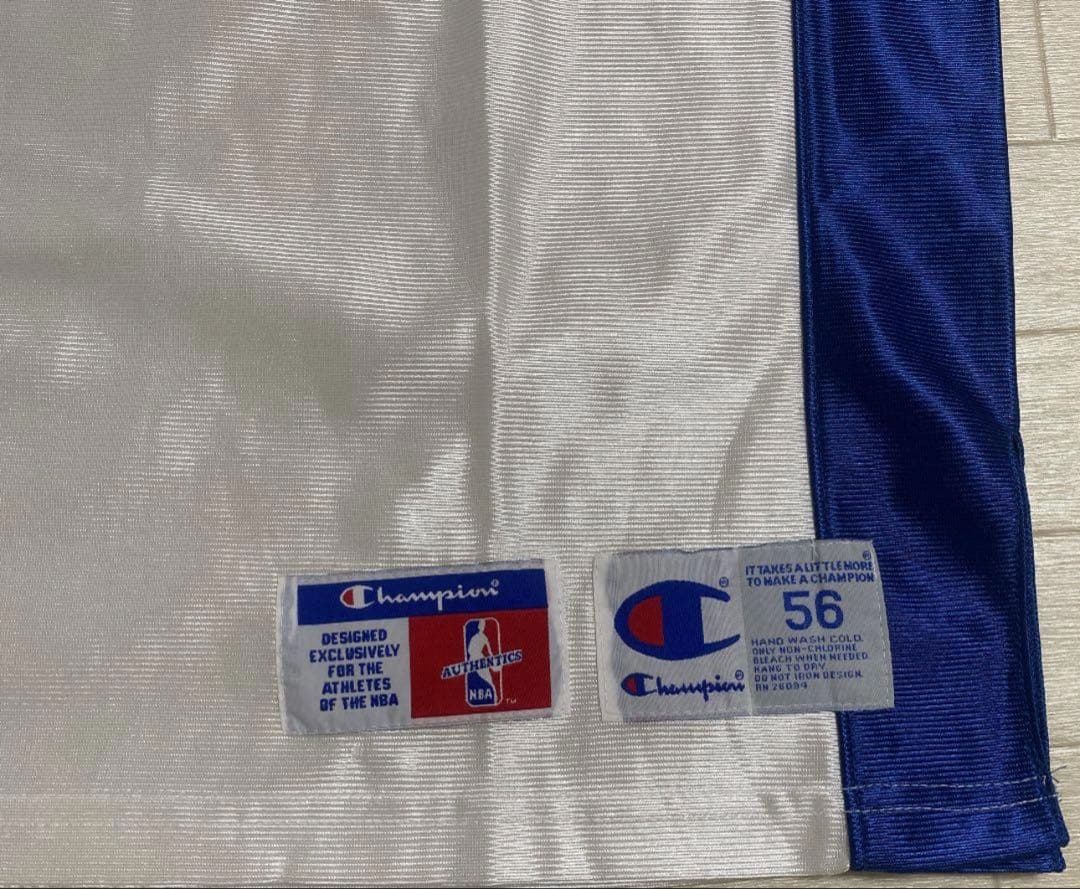 Champion®
DESIGNED
EXCLUSIVELY
FOR THE
ATHLETES
OF THE NBA
AUTHENTICS
NBA
TM
®
Champion
®
IT TAKES A LITTLE MORE
TO MAKE A CHAMPION
56
HAND WASH COLD.
ONLY NON-CHLORINE
BLEACH WHEN NEEDED.
HANG TO DRY.
DO NOT IRON DESIGN.
RN 26094